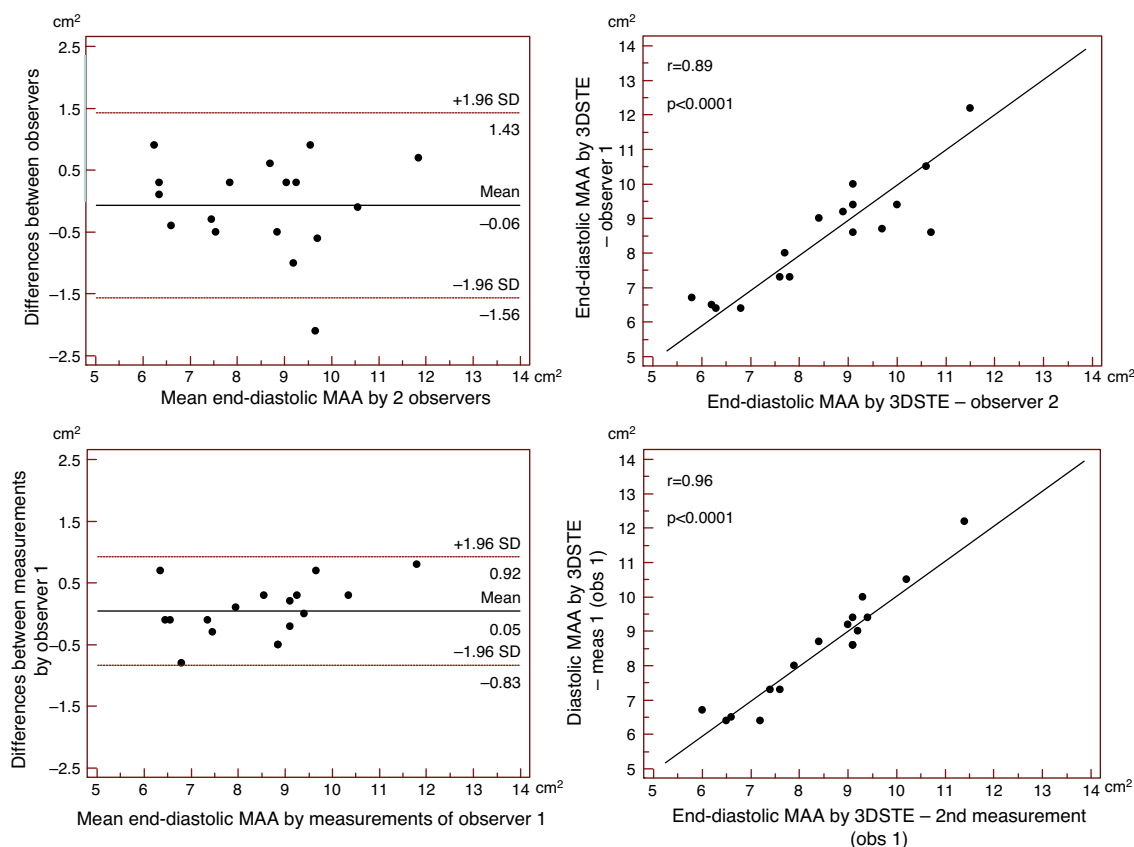 cm²
2.5
1.5
0.5
–0.5
–1.5
–2.5
Differences between observers
+1.96 SD
1.43
Mean
–0.06
–1.96 SD
–1.56
5 6 7 8 9 10 11 12 13 14 cm²
Mean end-diastolic MAA by 2 observers
cm²
14
13
12
11
10
9
8
7
6
5
End-diastolic MAA by 3DSTE
– observer 1
r=0.89
p<0.0001
5 6 7 8 9 10 11 12 13 14 cm²
End-diastolic MAA by 3DSTE – observer 2
cm²
2.5
1.5
0.5
–0.5
–1.5
–2.5
Differences between measurements
by observer 1
+1.96 SD
0.92
Mean
0.05
–1.96 SD
–0.83
5 6 7 8 9 10 11 12 13 14 cm²
Mean end-diastolic MAA by measurements of observer 1
cm²
14
13
12
11
10
9
8
7
6
5
Diastolic MAA by 3DSTE
– meas 1 (obs 1)
r=0.96
p<0.0001
5 6 7 8 9 10 11 12 13 14 cm²
End-diastolic MAA by 3DSTE – 2nd measurement
(obs 1)